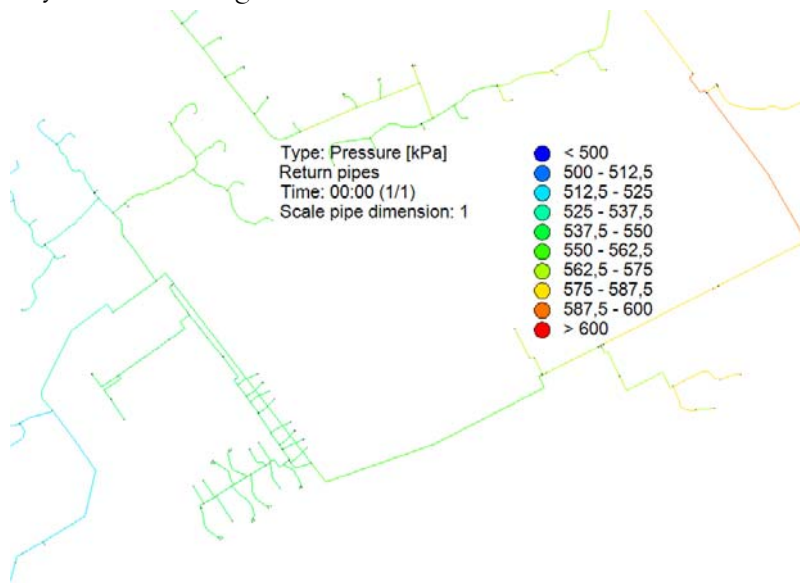 Type: Pressure [kPa]
Return pipes
Time: 00:00 (1/1)
Scale pipe dimension: 1
< 500
500 - 512,5
512,5 - 525
525 - 537,5
537,5 - 550
550 - 562,5
562,5 - 575
575 - 587,5
587,5 - 600
> 600